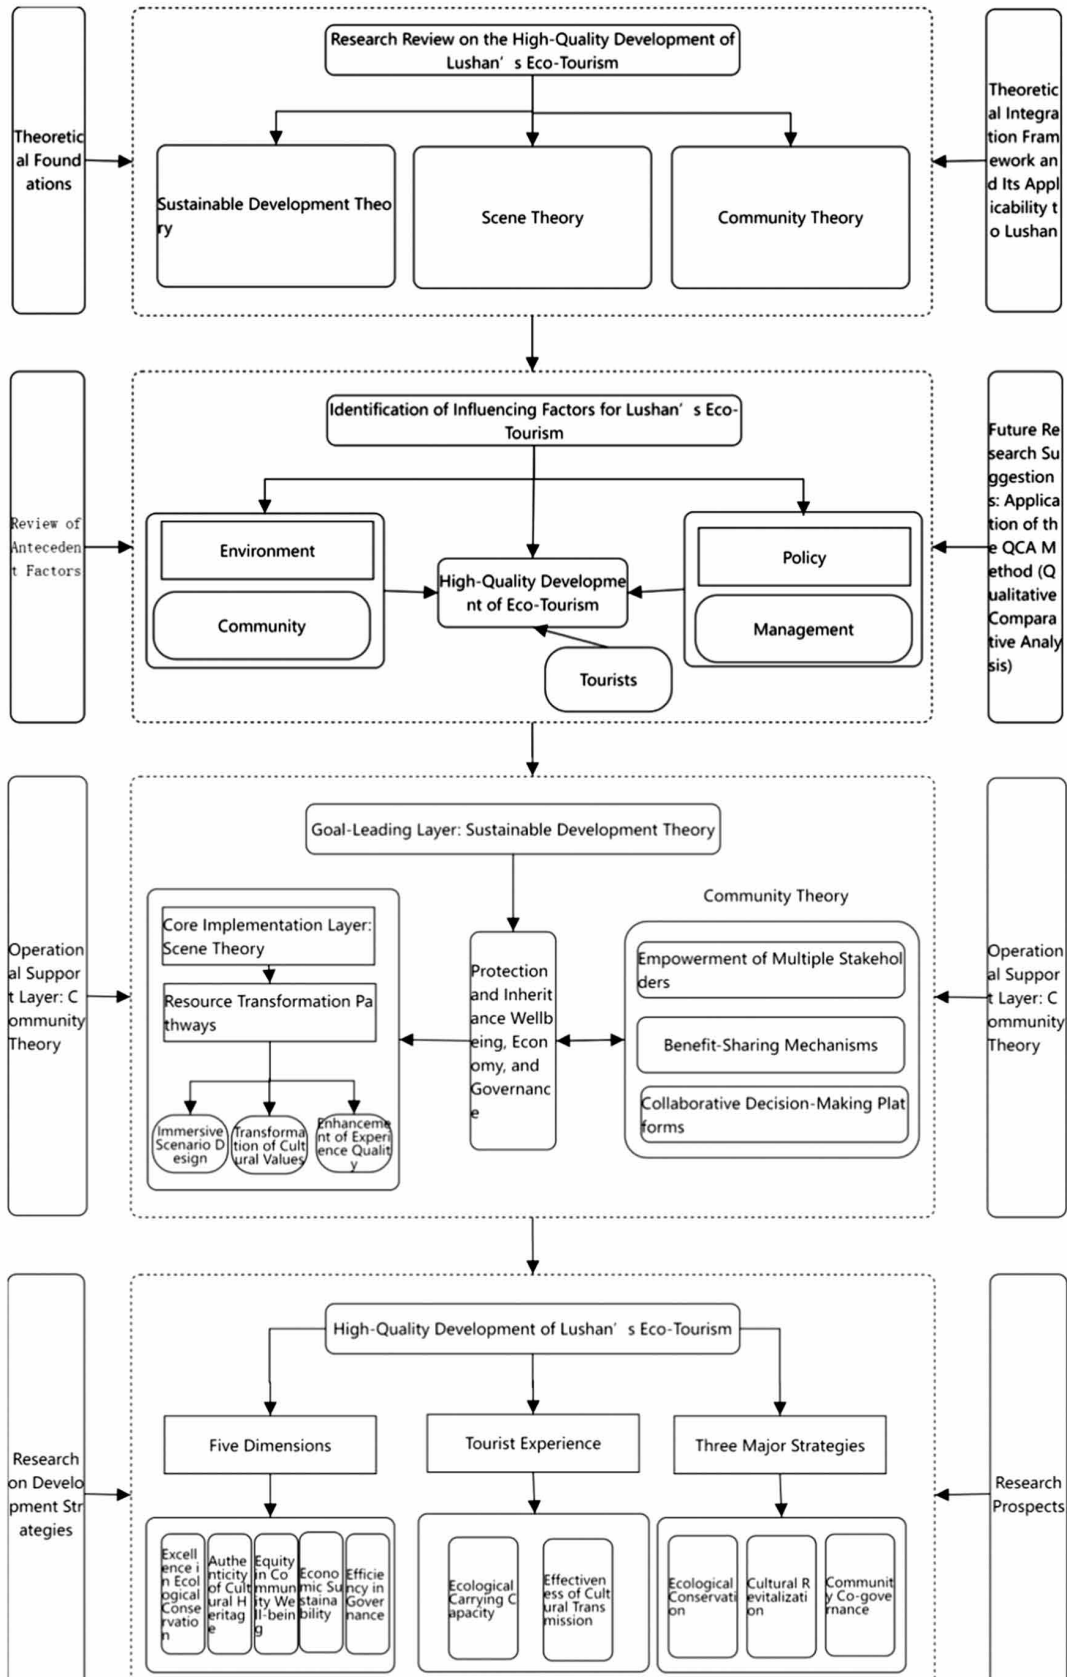 Research Review on the High-Quality Development of
Lushan's Eco-Tourism
Theoretic
al Found
ations
Sustainable Development Theo
ry
Scene Theory
Community Theory
Theoretic
al Integra
tion Fram
ework an
d Its Appl
icability t
o Lushan
Identification of Influencing Factors for Lushan's Eco-
Tourism
Review of
Anteceden
t Factors
Environment
Community
High-Quality Developme
nt of Eco-Tourism
Tourists
Policy
Management
Future Re
search Su
ggestion
s: Applica
tion of th
e QCA M
ethod (Q
ualitative
Compara
tive Analy
sis)
Goal-Leading Layer: Sustainable Development Theory
Operation
al Suppor
t Layer: C
ommunity
Theory
Core Implementation Layer:
Scene Theory
Resource Transformation Pa
thways
Immersive
Scenario D
esign
Transforma
tion of Cult
ural Values
Enhanceme
nt of Experi
ence Qualit
y
Protection
and Inherit
ance Wellb
eing, Econ
omy, and
Governanc
e
Community Theory
Empowerment of Multiple Stakehol
ders
Benefit-Sharing Mechanisms
Collaborative Decision-Making Plat
forms
Operation
al Suppor
t Layer: C
ommunity
Theory
High-Quality Development of Lushan's Eco-Tourism
Research
on Develo
pment Str
ategies
Five Dimensions
Tourist Experience
Three Major Strategies
Excell
ence i
n Ecol
ogical
Conse
rvatio
n
Authe
nticity
of Cult
ural H
eritag
e
Equity
in Co
mmun
ity We
ll-bein
g
Econo
mic Su
staina
bility
Efficie
ncy in
Gover
nance
Ecological
Carrying C
apacity
Effectiven
ess of Cult
ural Trans
mission
Ecological
Conservati
on
Cultural R
evitalizati
on
Communit
y Co-gove
rnance
Research
Prospects